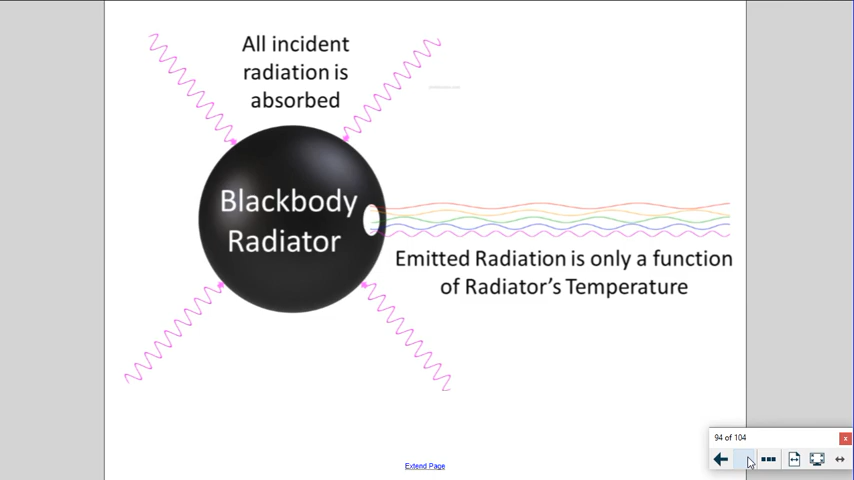 All incident
radiation is
absorbed
Blackbody
Radiator
Emitted Radiation is only a function
of Radiator's Temperature
94 of 104
x
Extend Page